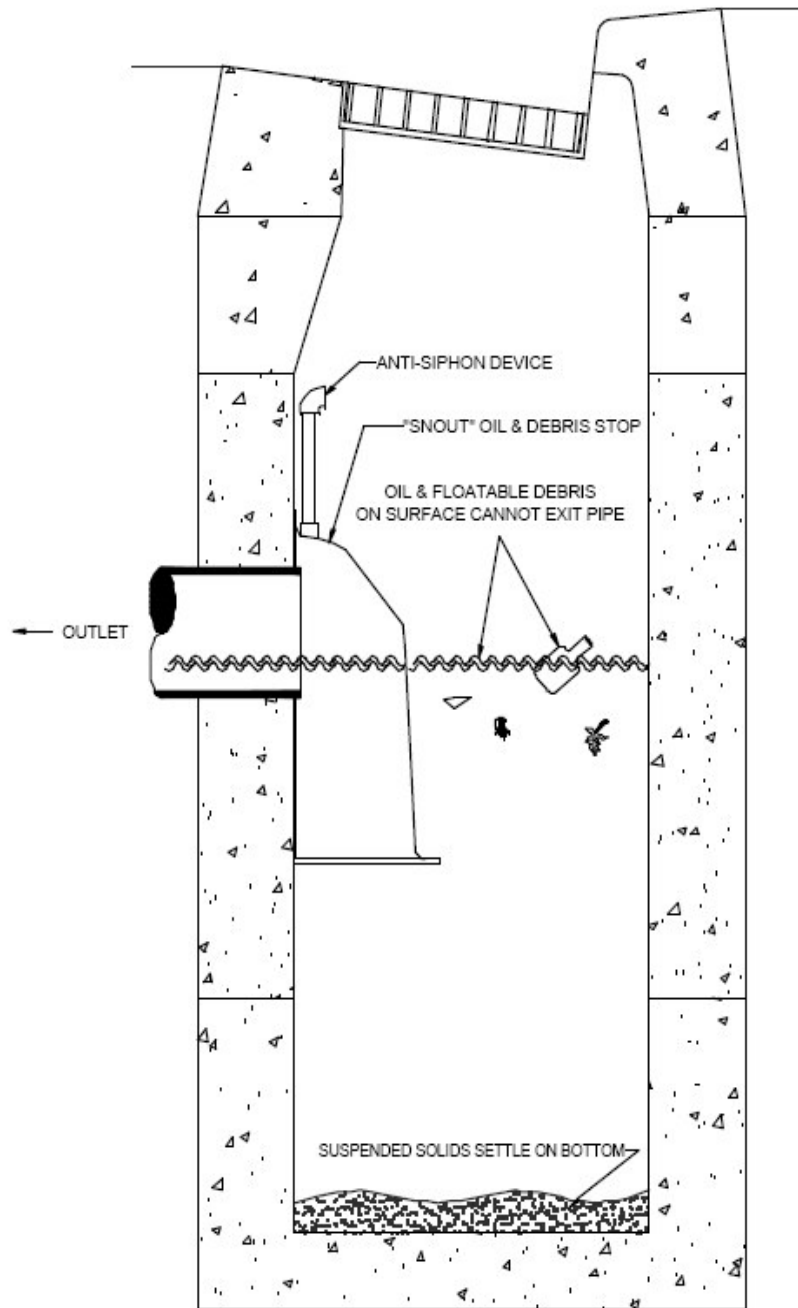 ANTI-SIPHON DEVICE
"SNOUT" OIL & DEBRIS STOP
OIL & FLOATABLE DEBRIS
ON SURFACE CANNOT EXIT PIPE
OUTLET
SUSPENDED SOLIDS SETTLE ON BOTTOM